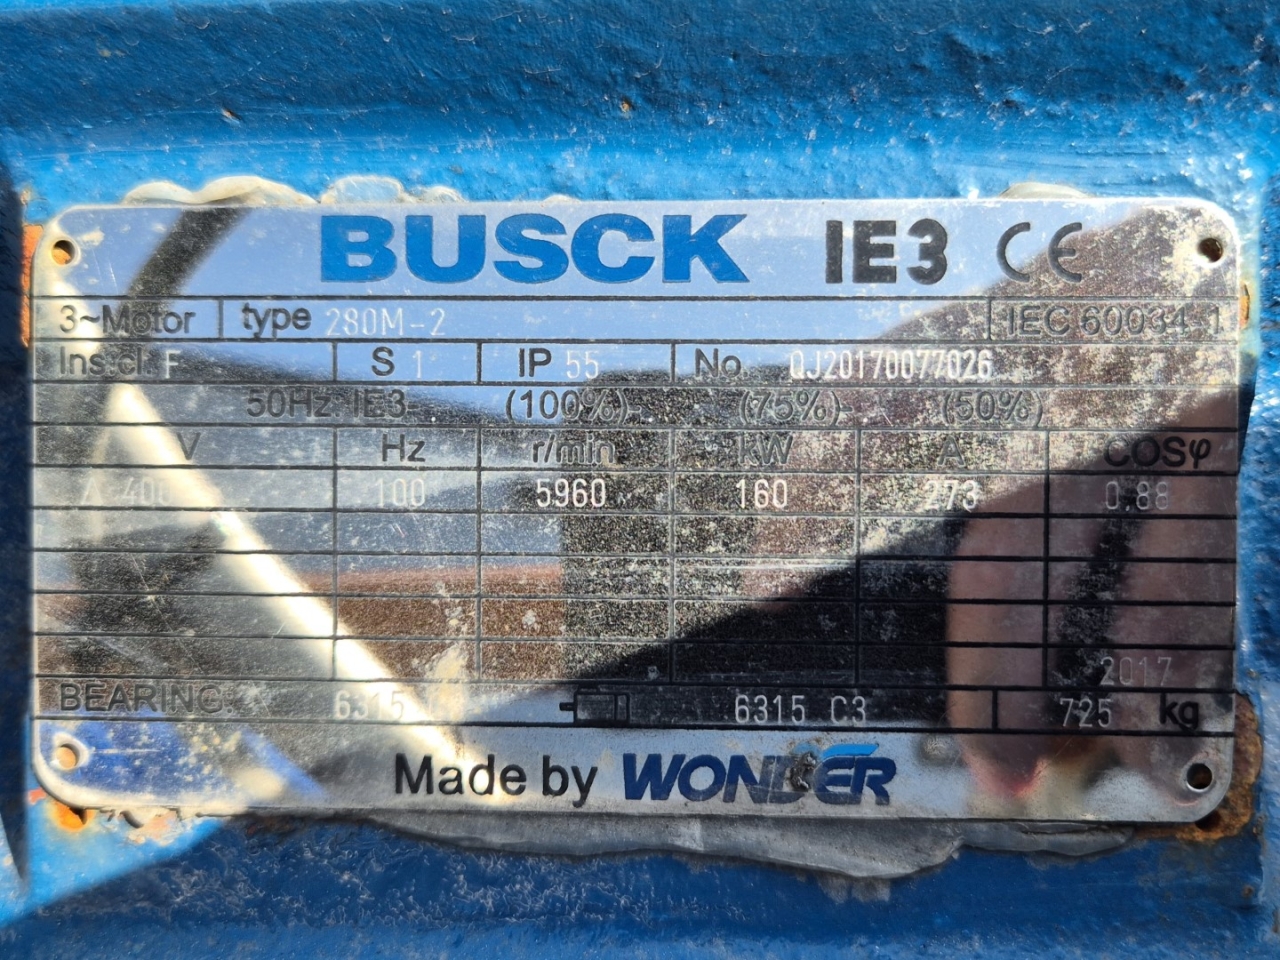 BUSCK IE3 CE
3~Motor type 280M-2 IEC 60034-1
Ins.cl. F S 1 IP 55 No. QJ20170077026
50Hz: IE3- (100%)- (75%)- (50%)
V Hz r/min kW A COSφ
400 100 5960 160 273 0.88
2017
BEARING: 6315 6315 C3 725 kg
Made by WONDER